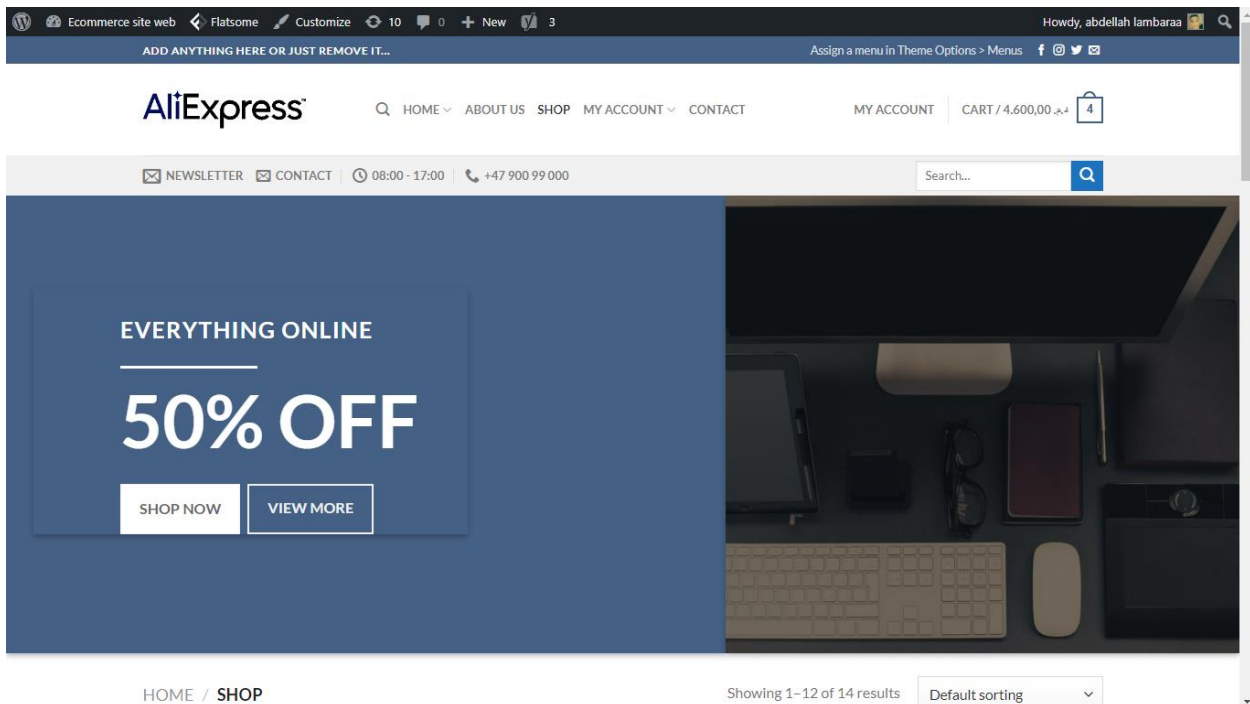 Ecommerce site web Flatsome Customize 10 0 New 3 Howdy, abdellah lambaraa
ADD ANYTHING HERE OR JUST REMOVE IT... Assign a menu in Theme Options > Menus
AliExpress™ HOME ABOUT US SHOP MY ACCOUNT CONTACT MY ACCOUNT CART / 4.600,00 د.م. 4
NEWSLETTER CONTACT 08:00 - 17:00 +47 900 99 000 Search...
EVERYTHING ONLINE
50% OFF
SHOP NOW VIEW MORE
HOME / SHOP Showing 1–12 of 14 results Default sorting